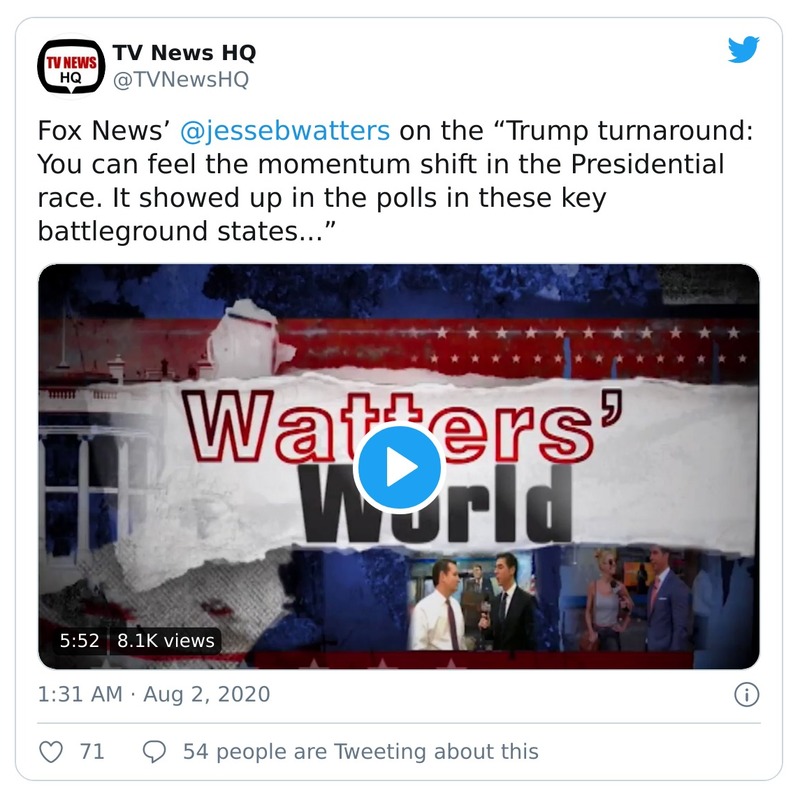 TV NEWS
HQ
TV News HQ
@TVNewsHQ
Fox News’ @jessebwatters on the “Trump turnaround:
You can feel the momentum shift in the Presidential
race. It showed up in the polls in these key
battleground states...”
Watters’
World
5:52 8.1K views
1:31 AM · Aug 2, 2020
71 54 people are Tweeting about this